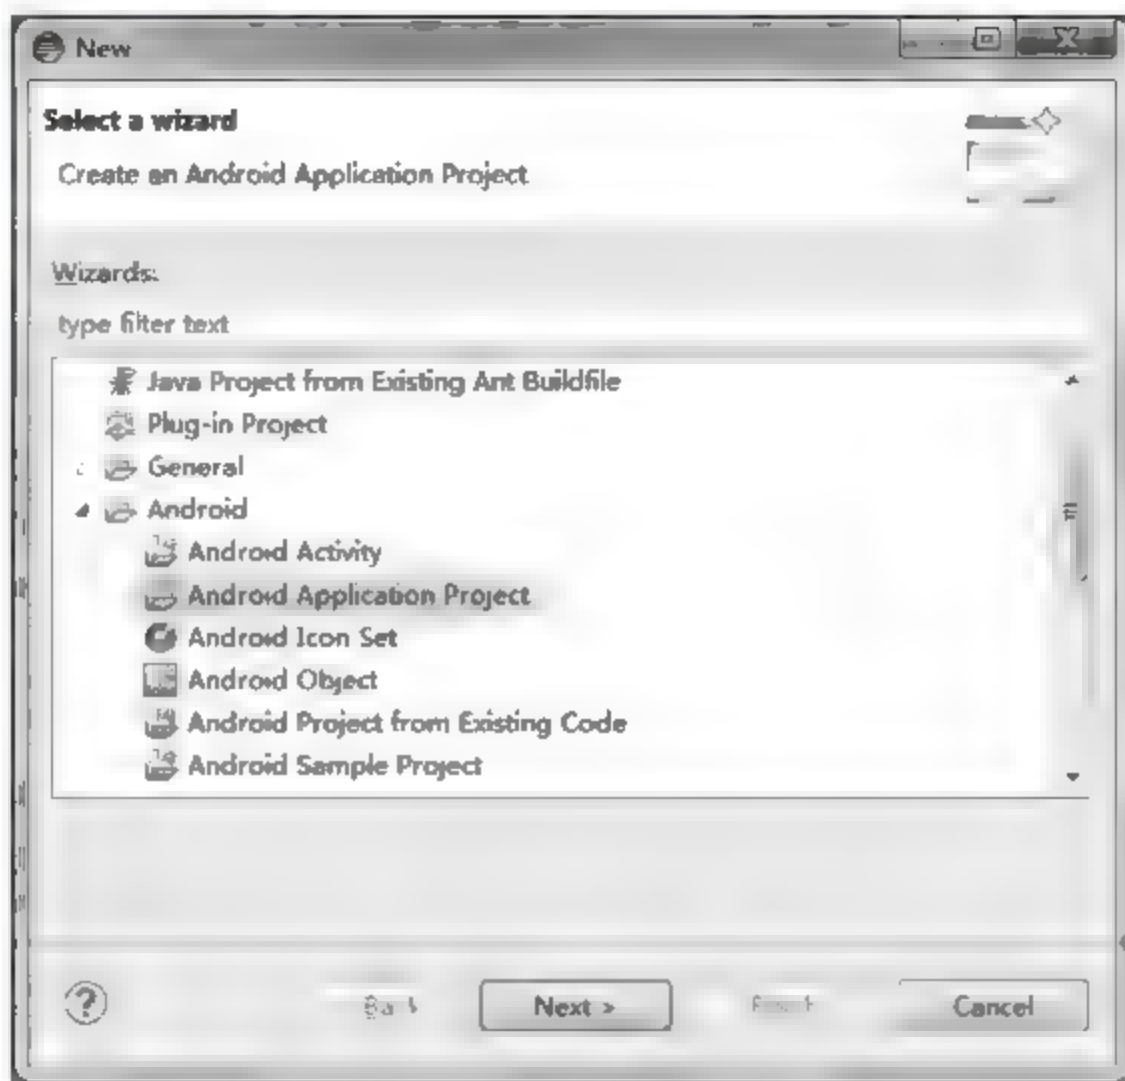 New
Select a wizard
Create an Android Application Project
Wizards:
type filter text
Java Project from Existing Ant Buildfile
Plug-in Project
General
Android
Android Activity
Android Application Project
Android Icon Set
Android Object
Android Project from Existing Code
Android Sample Project
? Next > Cancel